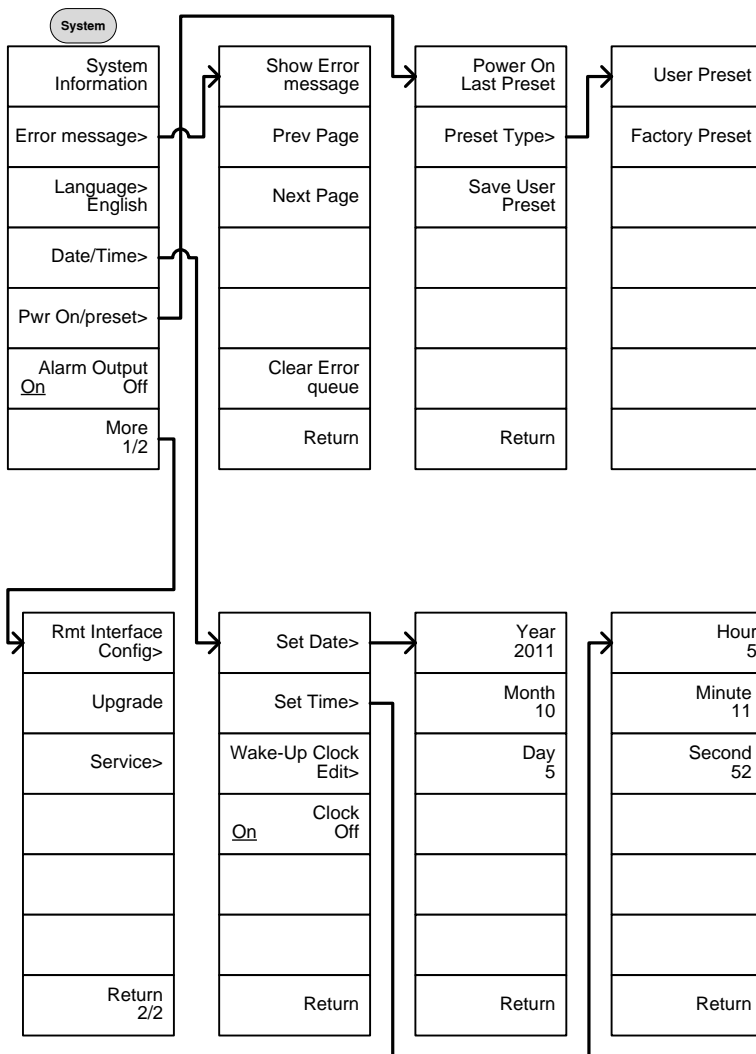 System
System
Information
Error message>
Language>
English
Date/Time>
Pwr On/preset>
Alarm Output
On Off
More
1/2
Show Error
message
Prev Page
Next Page
Clear Error
queue
Return
Power On
Last Preset
Preset Type>
Save User
Preset
Return
User Preset
Factory Preset
Rmt Interface
Config>
Upgrade
Service>
Return
2/2
Set Date>
Set Time>
Wake-Up Clock
Edit>
Clock
On Off
Return
Year
2011
Month
10
Day
5
Return
Hour
5
Minute
11
Second
52
Return